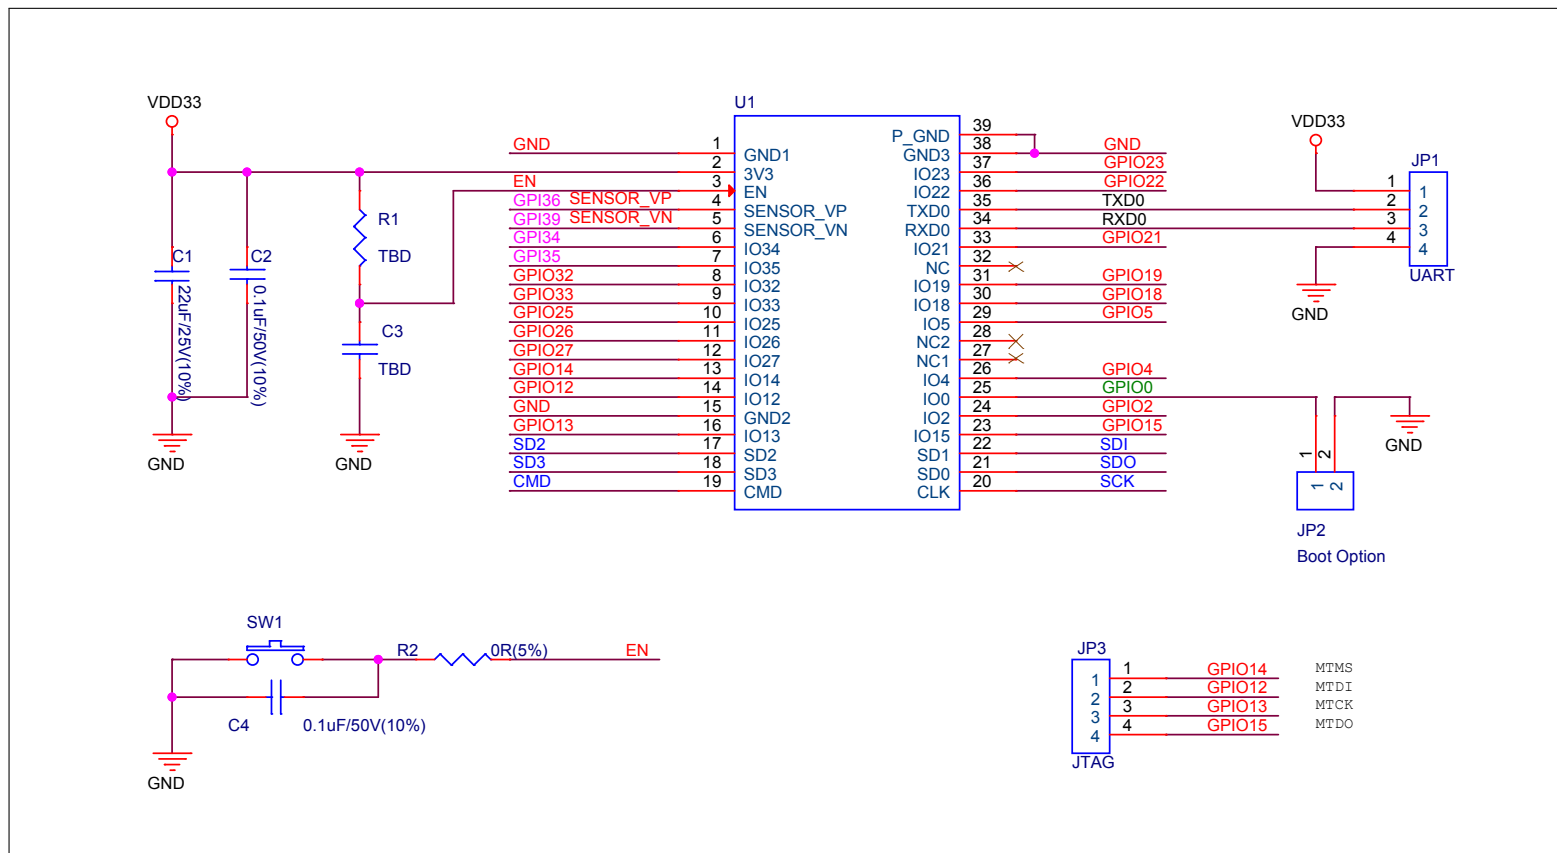 VDD33
U1
VDD33
JP1
UART
1 1
2 2
3 3
4 4
GND
GND 1 GND1
2 3V3
EN 3 EN
GPI36 SENSOR_VP 4 SENSOR_VP
GPI39 SENSOR_VN 5 SENSOR_VN
GPI34 6 IO34
GPI35 7 IO35
GPIO32 8 IO32
GPIO33 9 IO33
GPIO25 10 IO25
GPIO26 11 IO26
GPIO27 12 IO27
GPIO14 13 IO14
GPIO12 14 IO12
GND 15 GND2
GPIO13 16 IO13
SD2 17 SD2
SD3 18 SD3
CMD 19 CMD
P_GND 39
GND3 38 GND
IO23 37 GPIO23
IO22 36 GPIO22
TXD0 35 TXD0
RXD0 34 RXD0
IO21 33 GPIO21
NC 32
IO19 31 GPIO19
IO18 30 GPIO18
IO5 29 GPIO5
NC2 28
NC1 27
IO4 26 GPIO4
IO0 25 GPIO0
IO2 24 GPIO2
IO15 23 GPIO15
SD1 22 SDI
SD0 21 SDO
CLK 20 SCK
C1
22uF/25V(10%)
C2
0.1uF/50V(10%)
R1
TBD
C3
TBD
GND
GND
GND
1 2
1 2
JP2
Boot Option
SW1
R2 0R(5%) EN
C4 0.1uF/50V(10%)
GND
JP3
1 1 GPIO14 MTMS
2 2 GPIO12 MTDI
3 3 GPIO13 MTCK
4 4 GPIO15 MTDO
JTAG